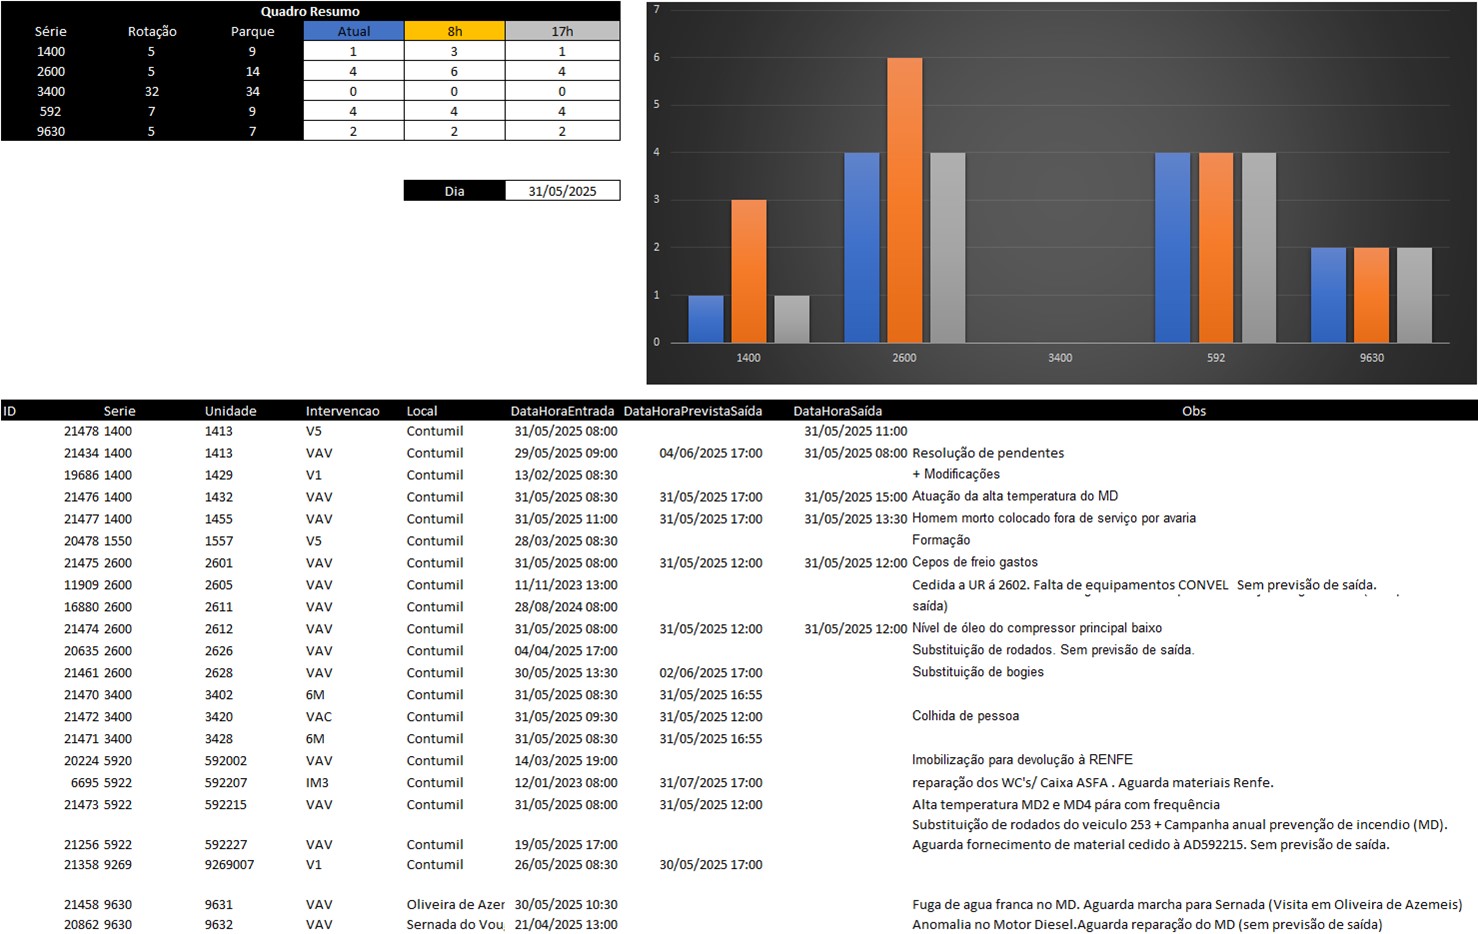 Quadro Resumo
Série Rotação Parque Atual 8h 17h
1400 5 9 1 3 1
2600 5 14 4 6 4
3400 32 34 0 0 0
592 7 9 4 4 4
9630 5 7 2 2 2
Dia 31/05/2025
7
6
5
4
3
2
1
0
1400 2600 3400 592 9630
ID Serie Unidade Intervencao Local DataHoraEntrada DataHoraPrevistaSaída DataHoraSaída Obs
21478 1400 1413 V5 Contumil 31/05/2025 08:00 31/05/2025 11:00
21434 1400 1413 VAV Contumil 29/05/2025 09:00 04/06/2025 17:00 31/05/2025 08:00 Resolução de pendentes
19686 1400 1429 V1 Contumil 13/02/2025 08:30 + Modificações
21476 1400 1432 VAV Contumil 31/05/2025 08:30 31/05/2025 17:00 31/05/2025 15:00 Atuação da alta temperatura do MD
21477 1400 1455 VAV Contumil 31/05/2025 11:00 31/05/2025 17:00 31/05/2025 13:30 Homem morto colocado fora de serviço por avaria
20478 1550 1557 V5 Contumil 28/03/2025 08:30 Formação
21475 2600 2601 VAV Contumil 31/05/2025 08:00 31/05/2025 12:00 31/05/2025 12:00 Cepos de freio gastos
11909 2600 2605 VAV Contumil 11/11/2023 13:00 Cedida a UR á 2602. Falta de equipamentos CONVEL Sem previsão de saída.
16880 2600 2611 VAV Contumil 28/08/2024 08:00 saída)
21474 2600 2612 VAV Contumil 31/05/2025 08:00 31/05/2025 12:00 31/05/2025 12:00 Nível de óleo do compressor principal baixo
20635 2600 2626 VAV Contumil 04/04/2025 17:00 Substituição de rodados. Sem previsão de saída.
21461 2600 2628 VAV Contumil 30/05/2025 13:30 02/06/2025 17:00 Substituição de bogies
21470 3400 3402 6M Contumil 31/05/2025 08:30 31/05/2025 16:55
21472 3400 3420 VAC Contumil 31/05/2025 09:30 31/05/2025 12:00 Colhida de pessoa
21471 3400 3428 6M Contumil 31/05/2025 08:30 31/05/2025 16:55
20224 5920 592002 VAV Contumil 14/03/2025 19:00 Imobilização para devolução à RENFE
6695 5922 592207 IM3 Contumil 12/01/2023 08:00 31/07/2025 17:00 reparação dos WC's/ Caixa ASFA . Aguarda materiais Renfe.
21473 5922 592215 VAV Contumil 31/05/2025 08:00 31/05/2025 12:00 Alta temperatura MD2 e MD4 pára com frequência
Substituição de rodados do veiculo 253 + Campanha anual prevenção de incendio (MD).
21256 5922 592227 VAV Contumil 19/05/2025 17:00 Aguarda fornecimento de material cedido à AD592215. Sem previsão de saída.
21358 9269 9269007 V1 Contumil 26/05/2025 08:30 30/05/2025 17:00
21458 9630 9631 VAV Oliveira de Azer 30/05/2025 10:30 Fuga de agua franca no MD. Aguarda marcha para Sernada (Visita em Oliveira de Azemeis)
20862 9630 9632 VAV Sernada do Vou 21/04/2025 13:00 Anomalia no Motor Diesel.Aguarda reparação do MD (sem previsão de saída)